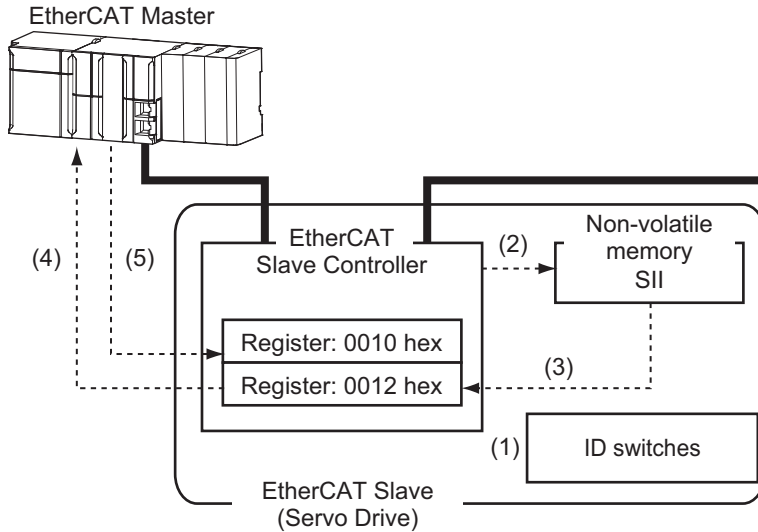 EtherCAT Master
(4)
(5)
EtherCAT
Slave Controller
(2)
Non-volatile
memory
SII
Register: 0010 hex
Register: 0012 hex
(3)
(1)
ID switches
EtherCAT Slave
(Servo Drive)